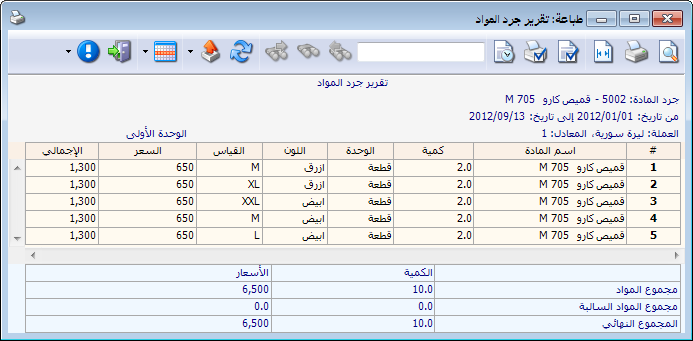 طباعة: تقرير جرد المواد
تقرير جرد المواد
جرد المادة: 5002 - قميص كارو M 705
من تاريخ: 2012/01/01 إلى تاريخ: 2012/09/13
العملة: ليرة سورية، المعادل: 1 الوحدة الأولى
# اسم المادة كمية الوحدة اللون القياس السعر الإجمالي
1 قميص كارو M 705 2.0 قطعة ازرق M 650 1,300
2 قميص كارو M 705 2.0 قطعة ازرق XL 650 1,300
3 قميص كارو M 705 2.0 قطعة ابيض XXL 650 1,300
4 قميص كارو M 705 2.0 قطعة ابيض M 650 1,300
5 قميص كارو M 705 2.0 قطعة ابيض L 650 1,300
الكمية الأسعار
مجموع المواد 10.0 6,500
مجموع المواد السالبة 0.0 0.0
المجموع النهائي 10.0 6,500